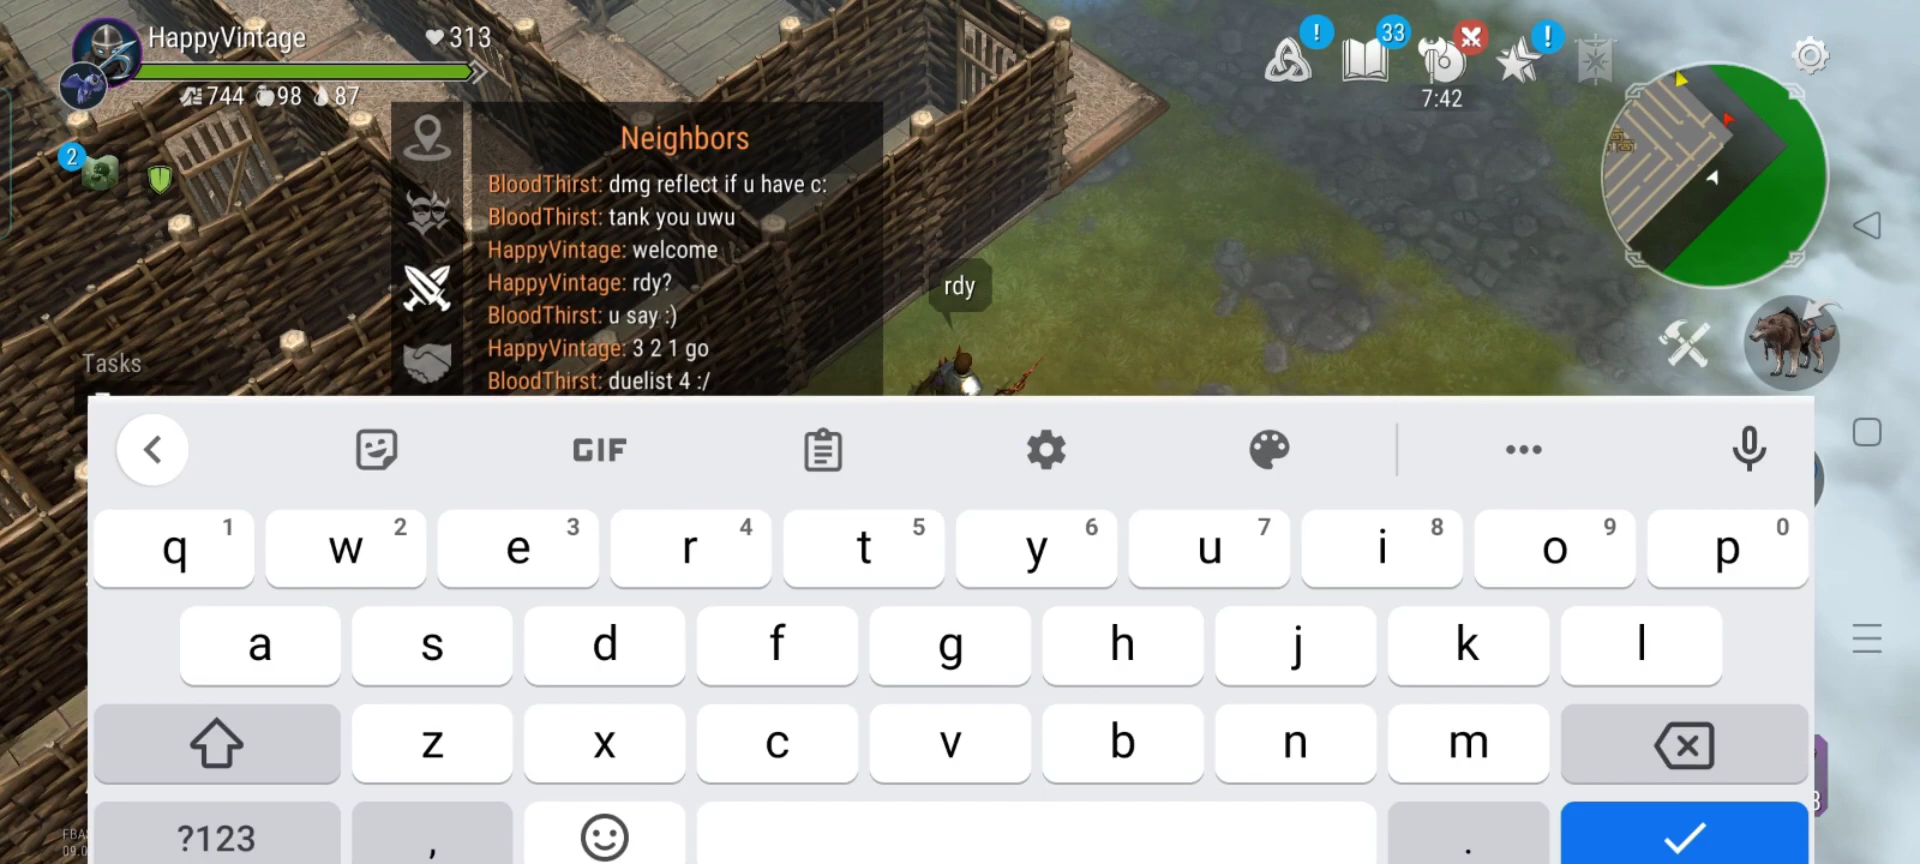 HappyVintage
313
744 98 87
2
! 33 !
7:42
Neighbors
BloodThirst: dmg reflect if u have c:
BloodThirst: tank you uwu
HappyVintage: welcome
HappyVintage: rdy?
BloodThirst: u say :)
HappyVintage: 3 2 1 go
BloodThirst: duelist 4 :/
rdy
Tasks
GIF
q 1 w 2 e 3 r 4 t 5 y 6 u 7 i 8 o 9 p 0
a s d f g h j k l
z x c v b n m
?123 , .